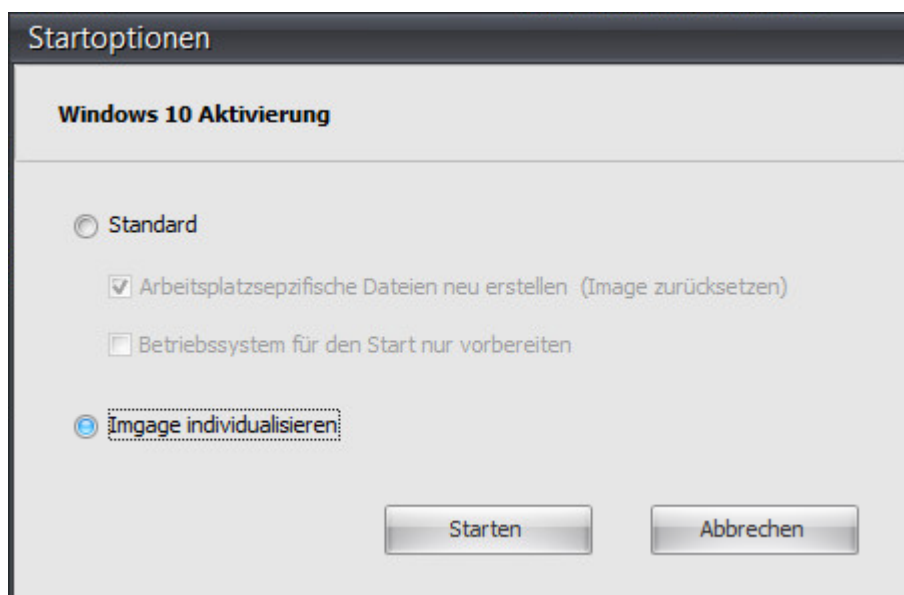 Startoptionen
Windows 10 Aktivierung
Standard
Arbeitsplatzsepzifische Dateien neu erstellen (Image zurücksetzen)
Betriebssystem für den Start nur vorbereiten
Imgage individualisieren
Starten Abbrechen